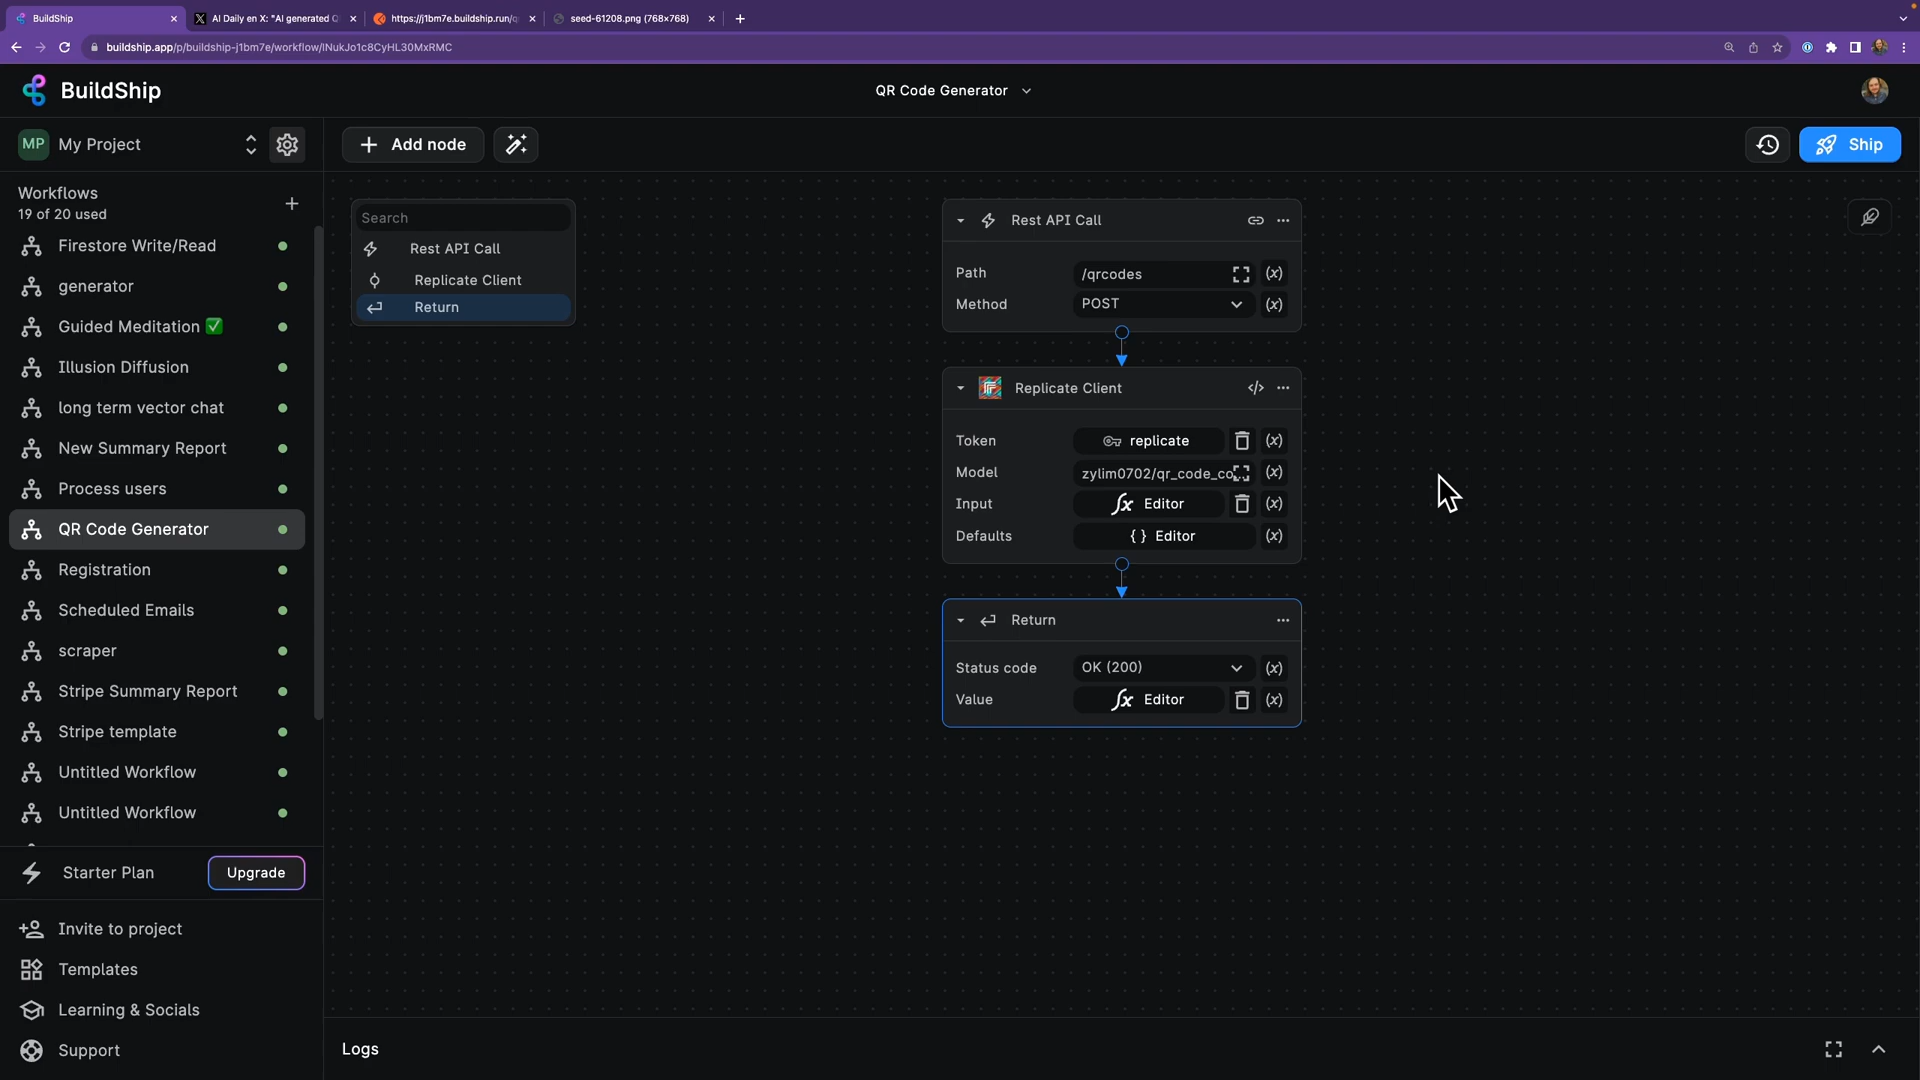 BuildShip
AI Daily en X: "AI generated Q
https://j1bm7e.buildship.run/q
seed-61208.png (768×768)
buildship.app/p/buildship-j1bm7e/workflow/lNukJo1c8CyHL30MxRMC
BuildShip
QR Code Generator
MP
My Project
Add node
Ship
Workflows
19 of 20 used
Firestore Write/Read
generator
Guided Meditation ✅
Illusion Diffusion
long term vector chat
New Summary Report
Process users
QR Code Generator
Registration
Scheduled Emails
scraper
Stripe Summary Report
Stripe template
Untitled Workflow
Untitled Workflow
Starter Plan
Upgrade
Invite to project
Templates
Learning & Socials
Support
Search
Rest API Call
Replicate Client
Return
Rest API Call
Path /qrcodes (x)
Method POST (x)
Replicate Client
Token replicate (x)
Model zylim0702/qr_code_co (x)
Input fx Editor (x)
Defaults { } Editor (x)
Return
Status code OK (200) (x)
Value fx Editor (x)
Logs